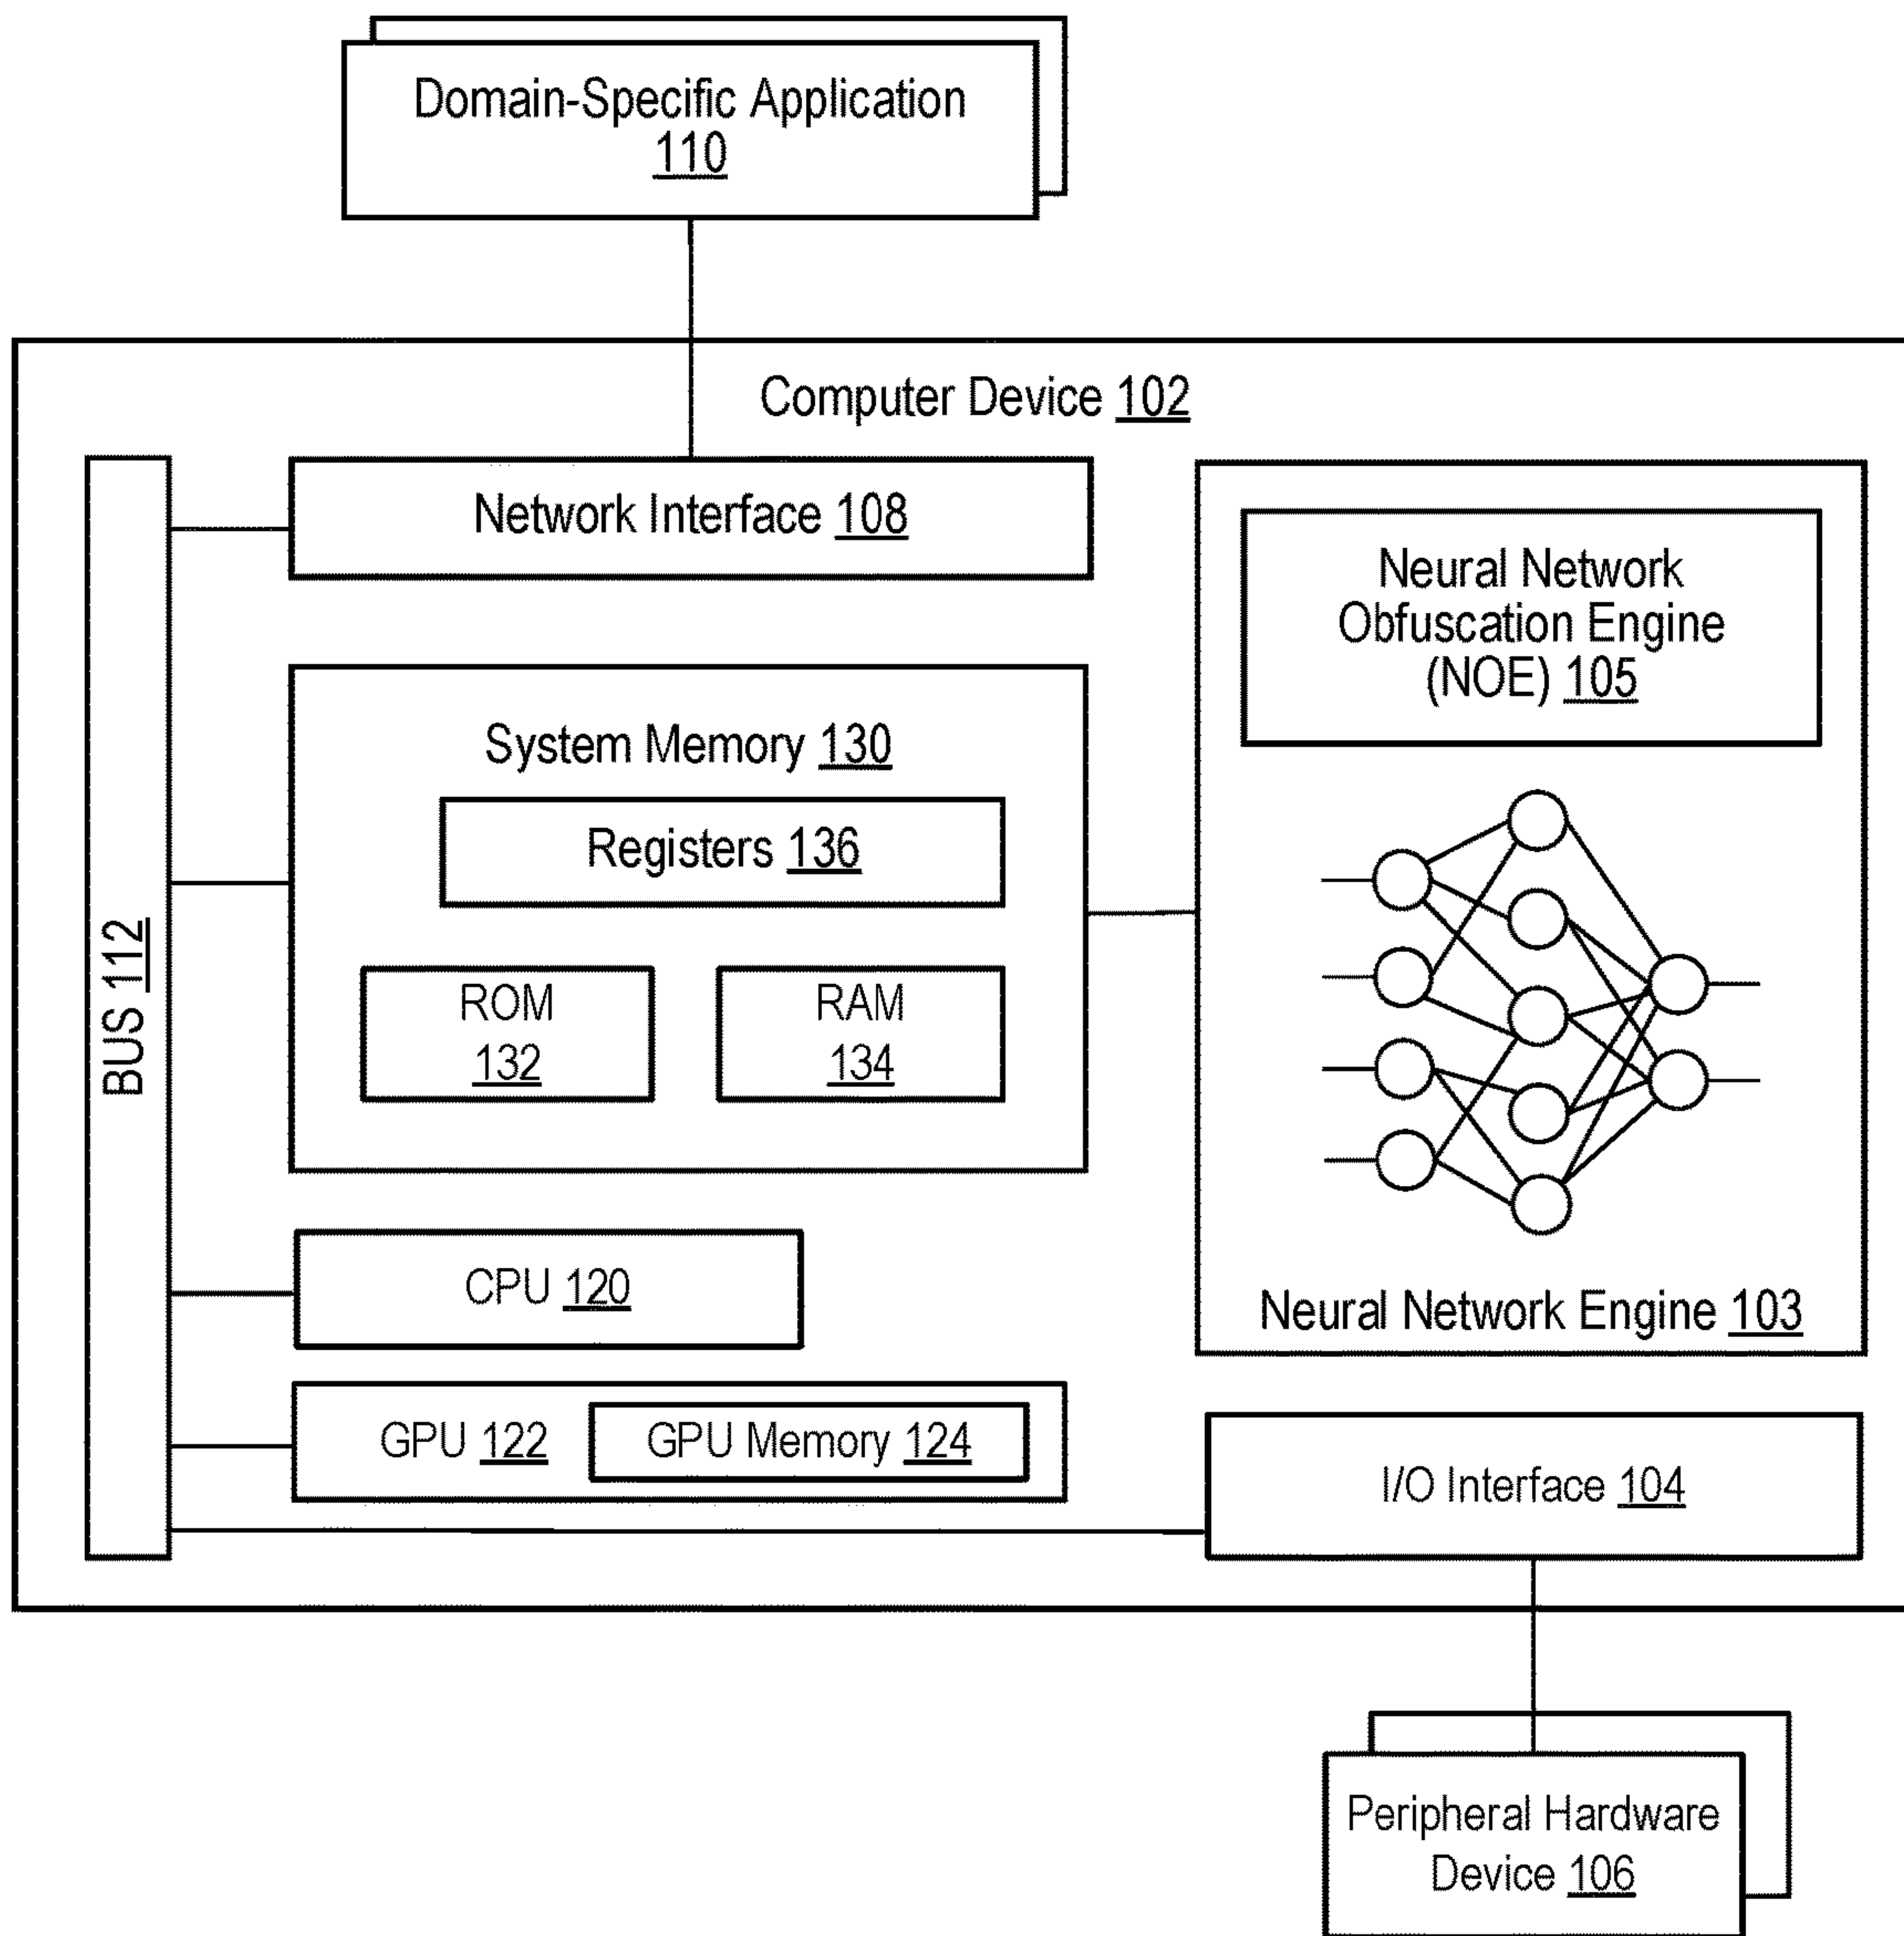 Domain-Specific Application
110
Computer Device 102
BUS 112
Network Interface 108
System Memory 130
Registers 136
ROM
132
RAM
134
CPU 120
GPU 122
GPU Memory 124
Neural Network
Obfuscation Engine
(NOE) 105
Neural Network Engine 103
I/O Interface 104
Peripheral Hardware
Device 106